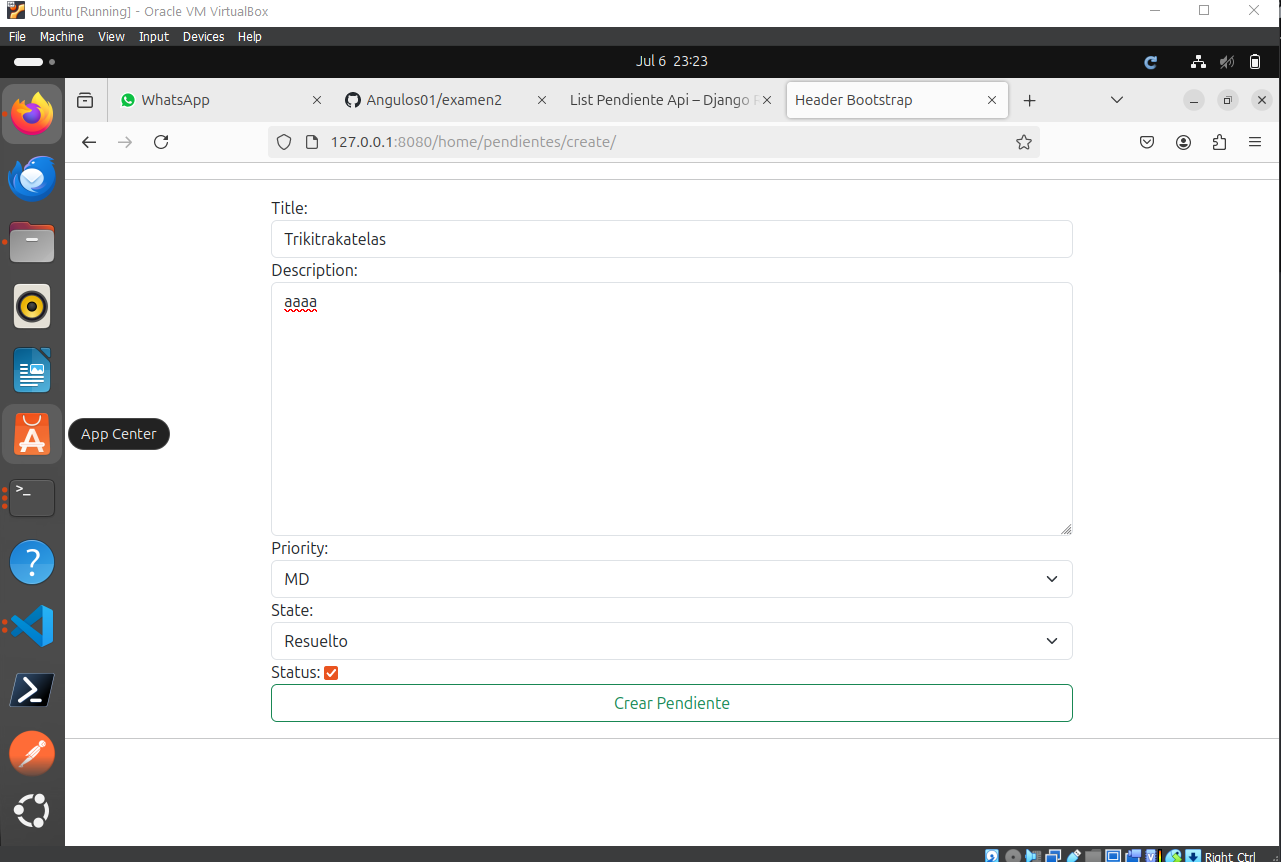 Ubuntu [Running] - Oracle VM VirtualBox
File Machine View Input Devices Help
Jul 6 23:23
WhatsApp
Angulos01/examen2
List Pendiente Api – Django
Header Bootstrap
127.0.0.1:8080/home/pendientes/create/
Title:
Trikitrakatelas
Description:
aaaa
App Center
Priority:
MD
State:
Resuelto
Status:
Crear Pendiente
Right Ctrl